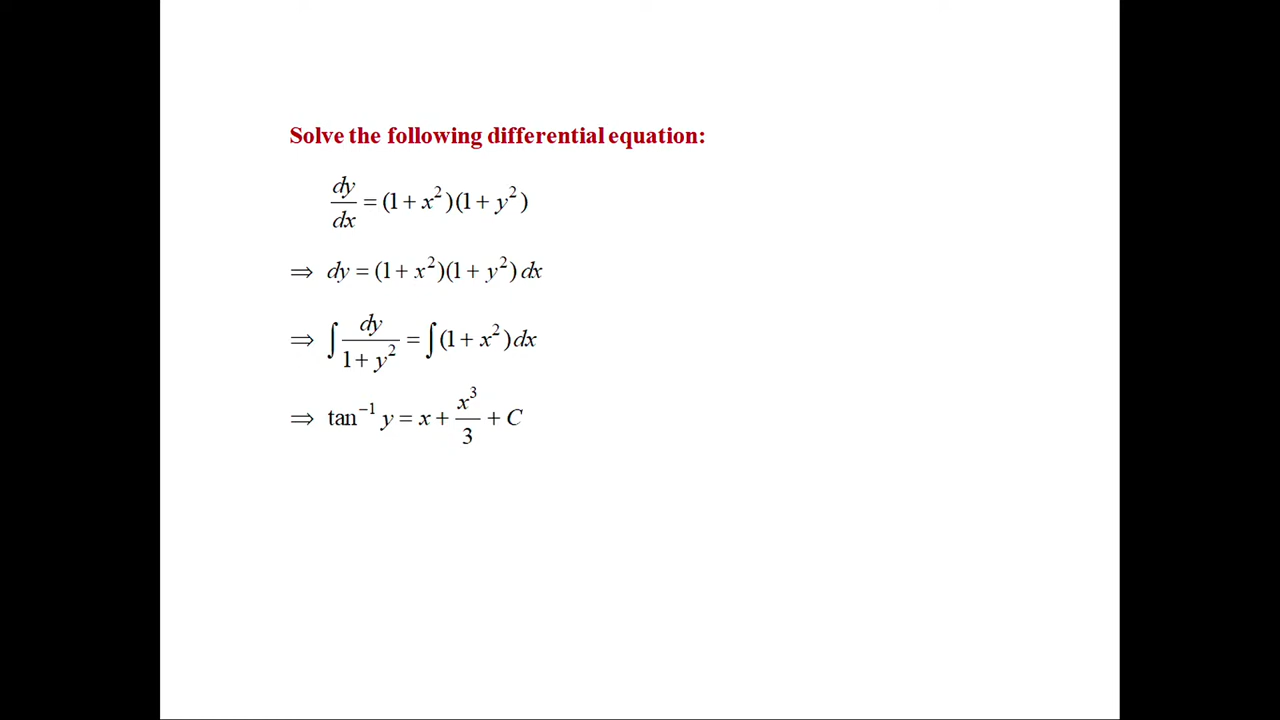 Solve the following differential equation:
dy/dx = (1 + x²)(1 + y²)
⇒ dy = (1 + x²)(1 + y²) dx
⇒ ∫ dy/(1 + y²) = ∫ (1 + x²) dx
⇒ tan⁻¹ y = x + x³/3 + C